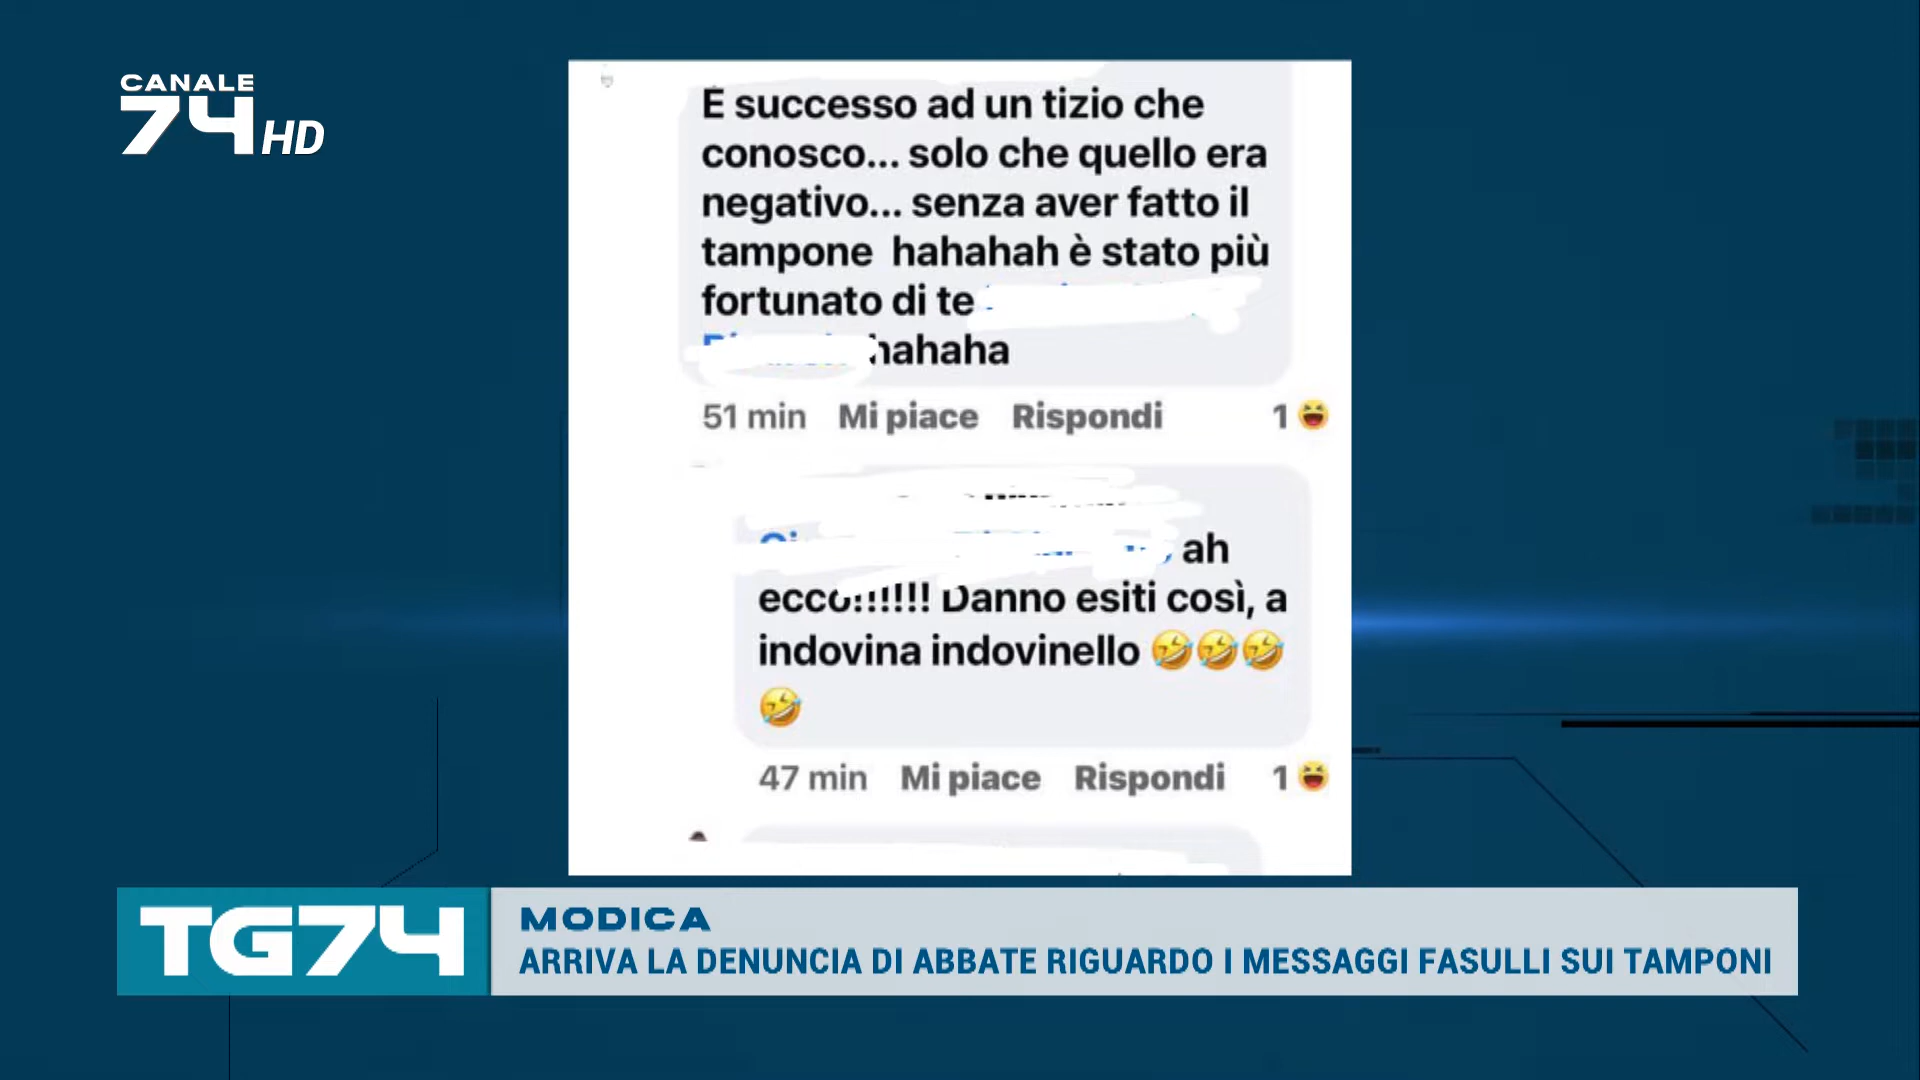 CANALE
74 HD
E successo ad un tizio che
conosco... solo che quello era
negativo... senza aver fatto il
tampone hahahah è stato più
fortunato di te
hahaha
51 min Mi piace Rispondi 1
ah
ecco!!!!!!! Danno esiti così, a
indovina indovinello 🤣🤣🤣
🤣
47 min Mi piace Rispondi 1
TG74
MODICA
ARRIVA LA DENUNCIA DI ABBATE RIGUARDO I MESSAGGI FASULLI SUI TAMPONI